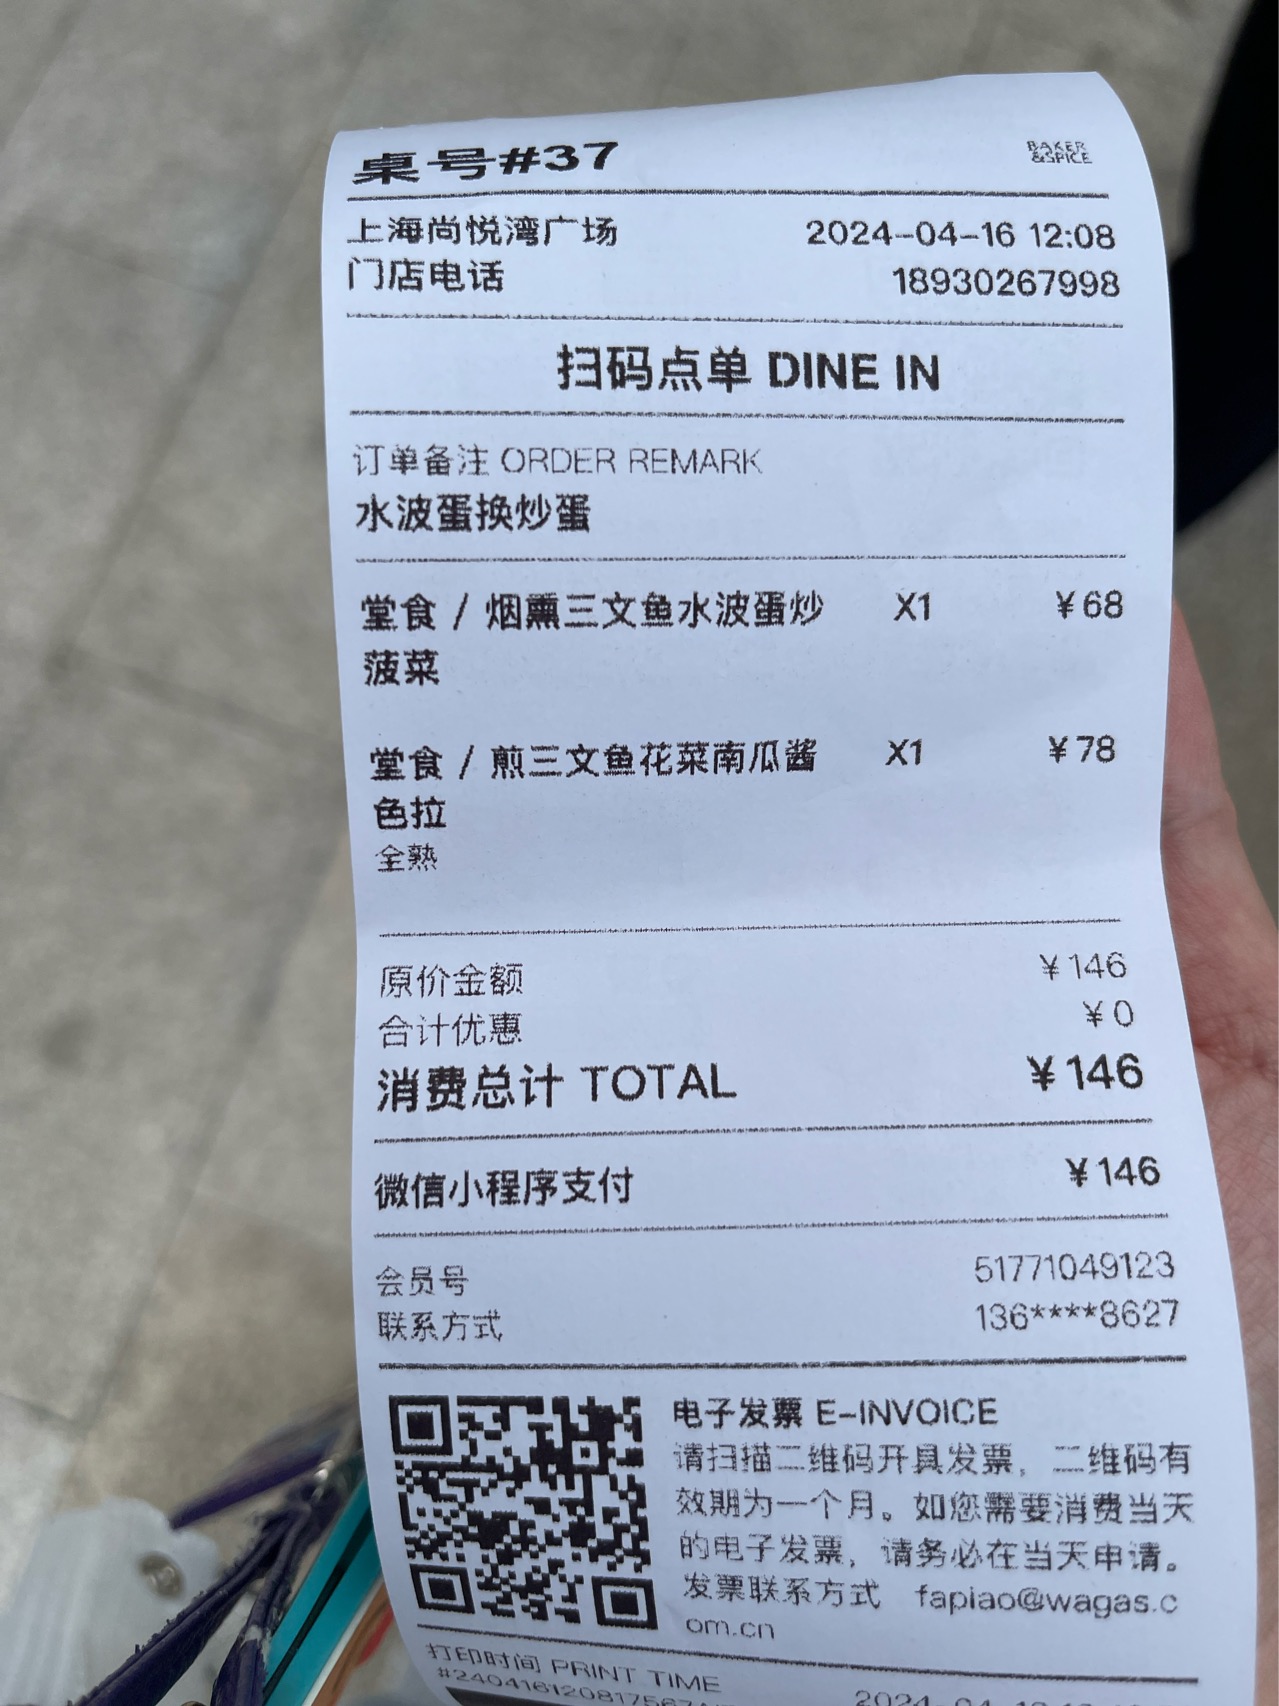 桌号#37
BAKER
&SPICE
上海尚悦湾广场 2024-04-16 12:08
门店电话 18930267998
扫码点单 DINE IN
订单备注 ORDER REMARK
水波蛋换炒蛋
堂食 / 烟熏三文鱼水波蛋炒 X1 ¥68
菠菜
堂食 / 煎三文鱼花菜南瓜酱 X1 ¥78
色拉
全熟
原价金额 ¥146
合计优惠 ¥0
消费总计 TOTAL ¥146
微信小程序支付 ¥146
会员号 51771049123
联系方式 136****8627
电子发票 E-INVOICE
请扫描二维码开具发票，二维码有
效期为一个月。如您需要消费当天
的电子发票，请务必在当天申请。
发票联系方式 fapiao@wagas.c
om.cn
打印时间 PRINT TIME